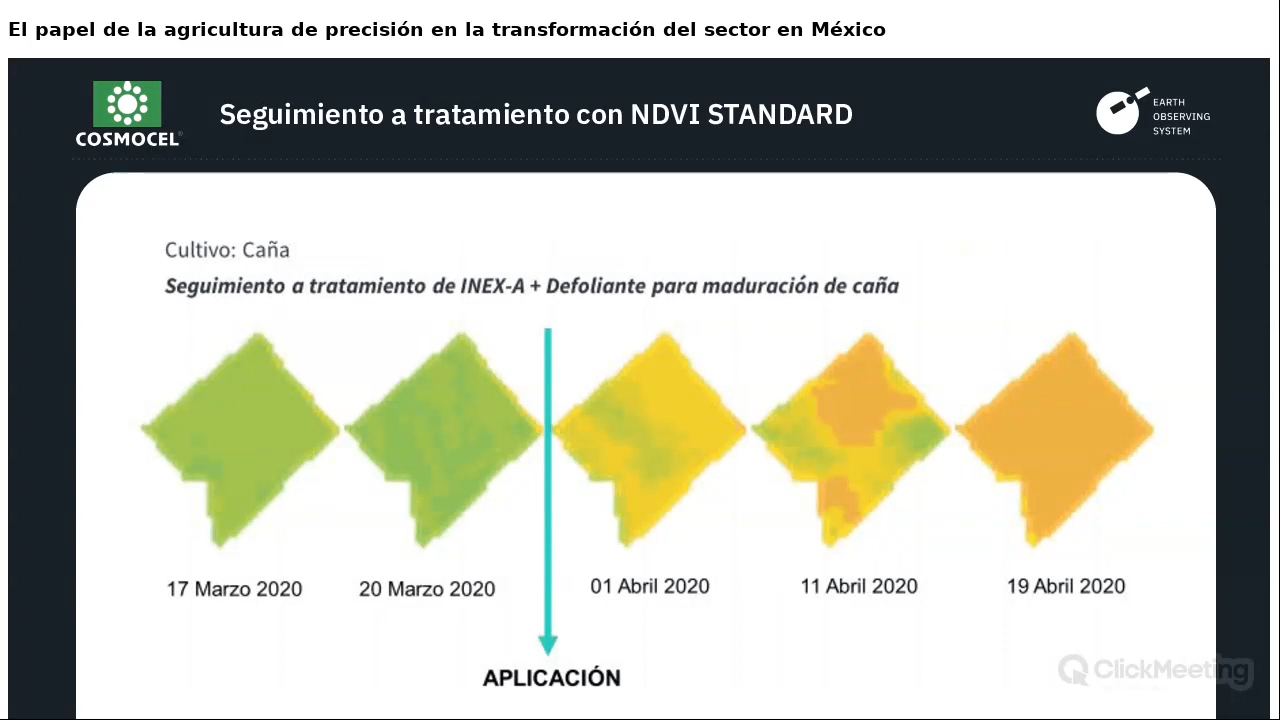 El papel de la agricultura de precisión en la transformación del sector en México
COSMOCEL®
Seguimiento a tratamiento con NDVI STANDARD
EARTH
OBSERVING
SYSTEM
Cultivo: Caña
Seguimiento a tratamiento de INEX-A + Defoliante para maduración de caña
17 Marzo 2020
20 Marzo 2020
01 Abril 2020
11 Abril 2020
19 Abril 2020
APLICACIÓN
ClickMeeting